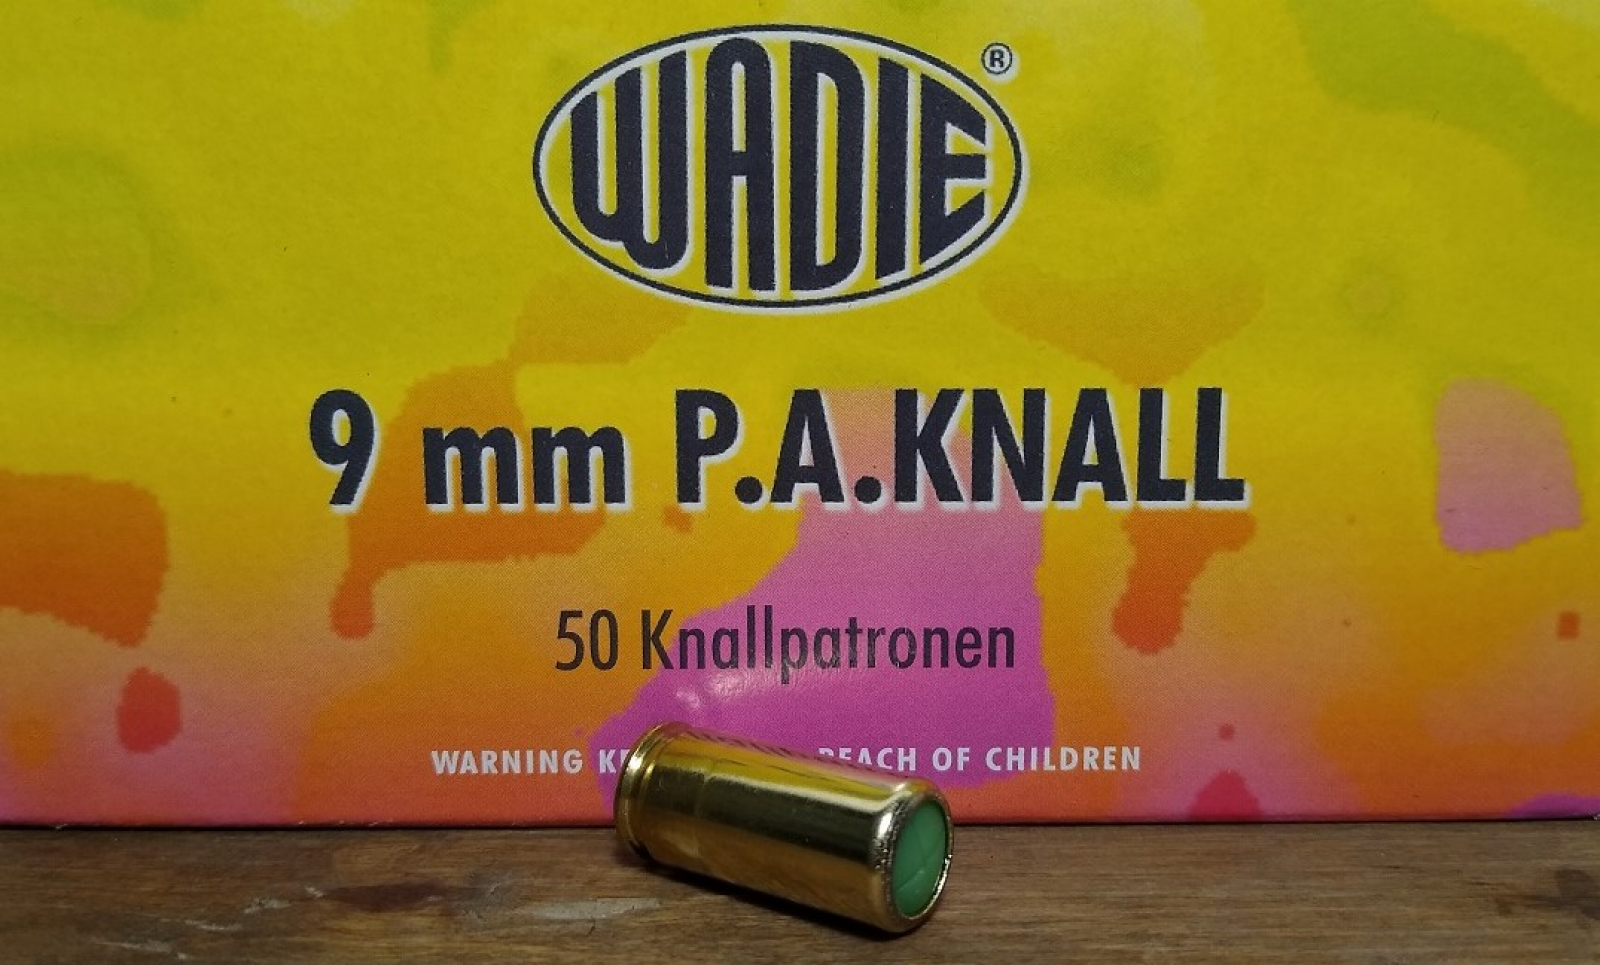 WADIE ®
9 mm P.A.KNALL
50 Knallpatronen
WARNING REACH OF CHILDREN